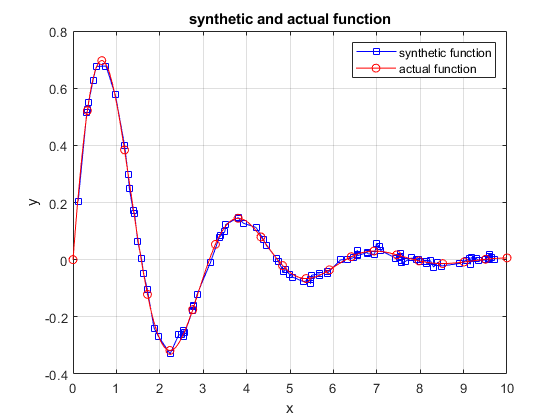 synthetic and actual function
synthetic function
actual function
0.8
0.6
0.4
0.2
0
-0.2
-0.4
y
0 1 2 3 4 5 6 7 8 9 10
x